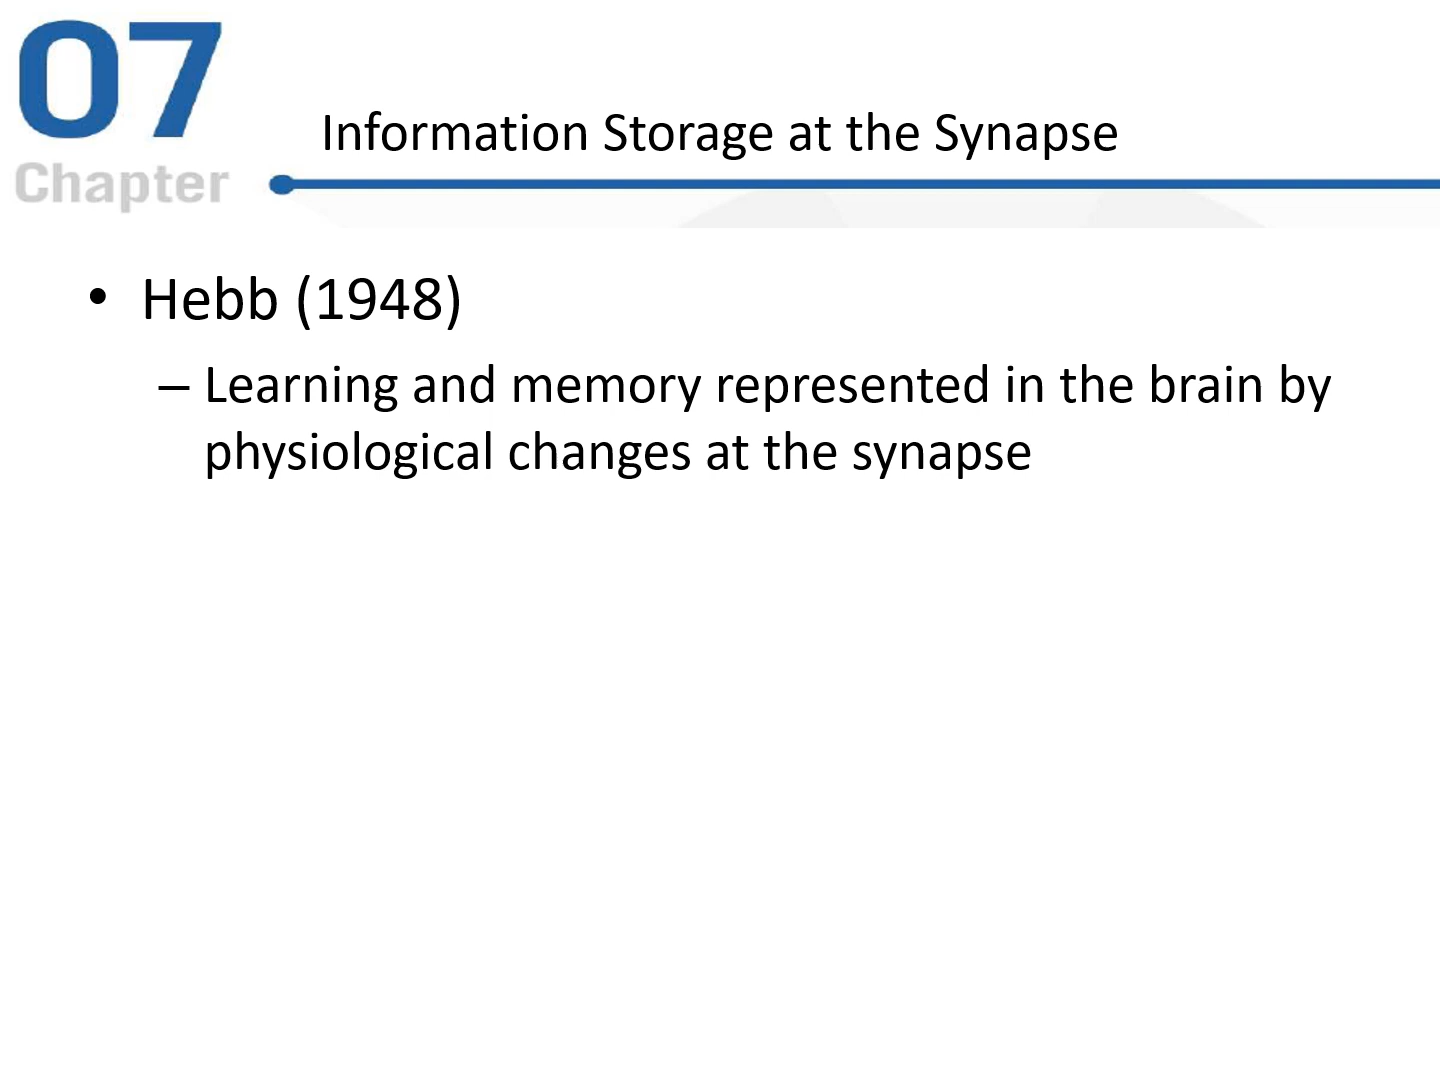 07
Chapter
Information Storage at the Synapse
• Hebb (1948)
– Learning and memory represented in the brain by
physiological changes at the synapse